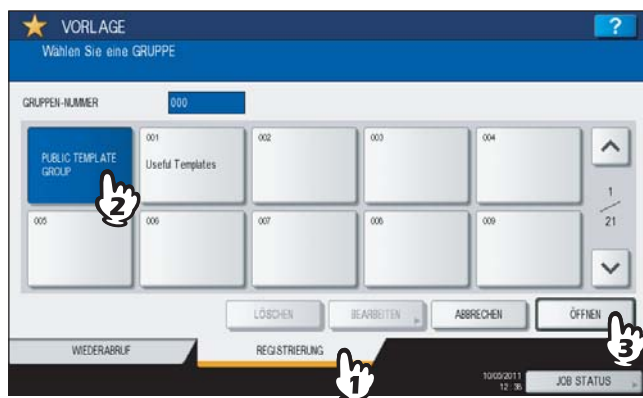 VORLAGE
?
Wählen Sie eine GRUPPE
GRUPPEN-NUMMER 000
PUBLIC TEMPLATE
GROUP
001
Useful Templates
002
003
004
2
1
21
005
006
007
008
009
LÖSCHEN
BEARBEITEN
ABBRECHEN
ÖFFNEN
3
WIEDERABRUF
REGISTRIERUNG
1
10/03/2011
12:36
JOB STATUS